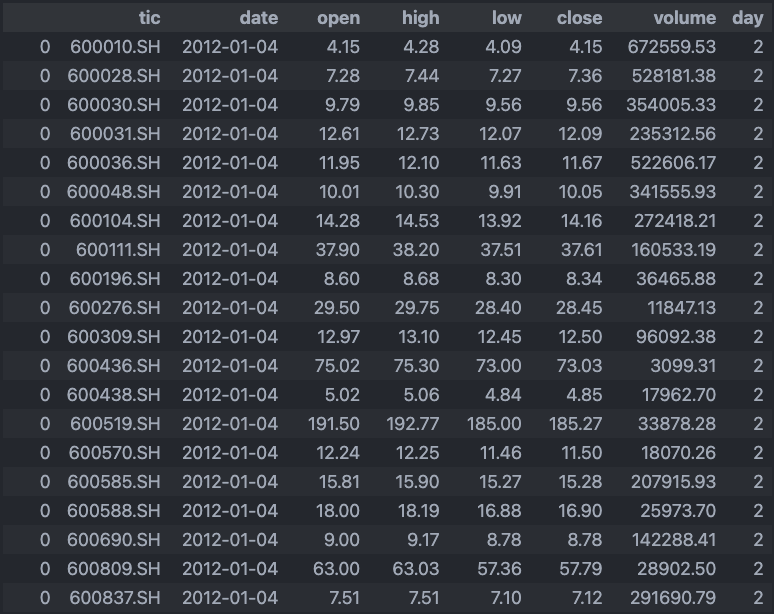 tic date open high low close volume day
0 600010.SH 2012-01-04 4.15 4.28 4.09 4.15 672559.53 2
0 600028.SH 2012-01-04 7.28 7.44 7.27 7.36 528181.38 2
0 600030.SH 2012-01-04 9.79 9.85 9.56 9.56 354005.33 2
0 600031.SH 2012-01-04 12.61 12.73 12.07 12.09 235312.56 2
0 600036.SH 2012-01-04 11.95 12.10 11.63 11.67 522606.17 2
0 600048.SH 2012-01-04 10.01 10.30 9.91 10.05 341555.93 2
0 600104.SH 2012-01-04 14.28 14.53 13.92 14.16 272418.21 2
0 600111.SH 2012-01-04 37.90 38.20 37.51 37.61 160533.19 2
0 600196.SH 2012-01-04 8.60 8.68 8.30 8.34 36465.88 2
0 600276.SH 2012-01-04 29.50 29.75 28.40 28.45 11847.13 2
0 600309.SH 2012-01-04 12.97 13.10 12.45 12.50 96092.38 2
0 600436.SH 2012-01-04 75.02 75.30 73.00 73.03 3099.31 2
0 600438.SH 2012-01-04 5.02 5.06 4.84 4.85 17962.70 2
0 600519.SH 2012-01-04 191.50 192.77 185.00 185.27 33878.28 2
0 600570.SH 2012-01-04 12.24 12.25 11.46 11.50 18070.26 2
0 600585.SH 2012-01-04 15.81 15.90 15.27 15.28 207915.93 2
0 600588.SH 2012-01-04 18.00 18.19 16.88 16.90 25973.70 2
0 600690.SH 2012-01-04 9.00 9.17 8.78 8.78 142288.41 2
0 600809.SH 2012-01-04 63.00 63.03 57.36 57.79 28902.50 2
0 600837.SH 2012-01-04 7.51 7.51 7.10 7.12 291690.79 2